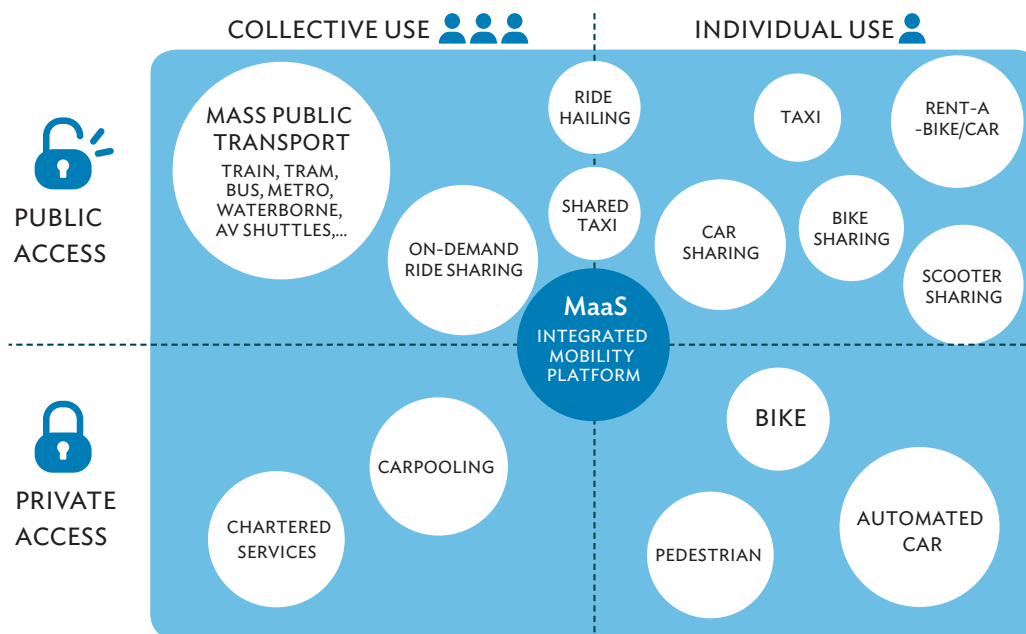 COLLECTIVE USE
INDIVIDUAL USE
PUBLIC
ACCESS
MASS PUBLIC
TRANSPORT
TRAIN, TRAM,
BUS, METRO,
WATERBORNE,
AV SHUTTLES,...
ON-DEMAND
RIDE SHARING
RIDE
HAILING
SHARED
TAXI
TAXI
RENT-A
-BIKE/CAR
CAR
SHARING
BIKE
SHARING
SCOOTER
SHARING
MaaS
INTEGRATED
MOBILITY
PLATFORM
PRIVATE
ACCESS
CARPOOLING
CHARTERED
SERVICES
BIKE
PEDESTRIAN
AUTOMATED
CAR